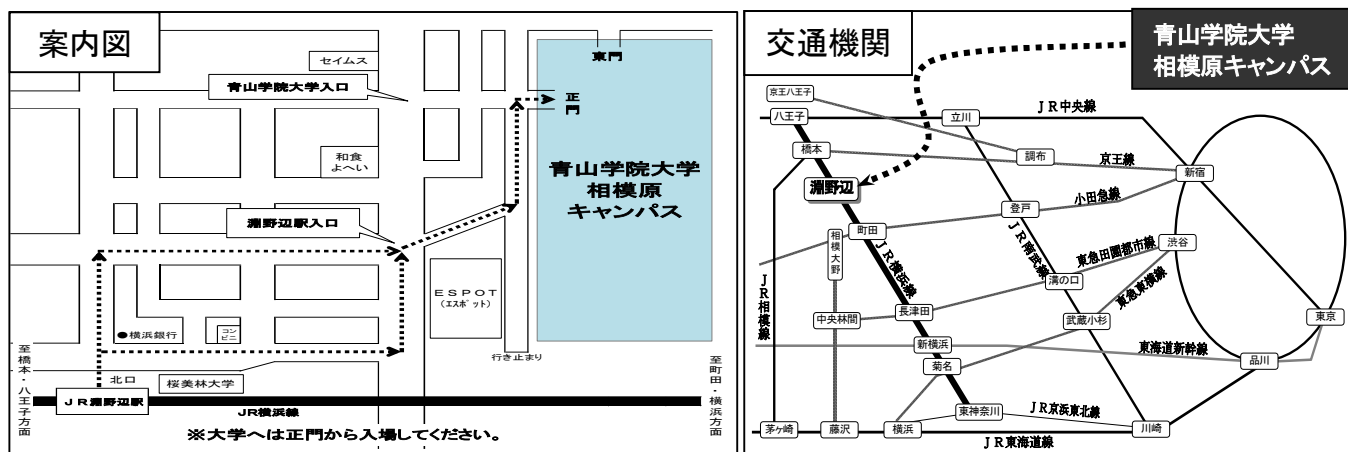 案内図
セイムス
青山学院大学入口
東門
正
門
和食
よへい
青山学院大学
相模原
キャンパス
淵野辺駅入口
ＥＳＰＯＴ
（エスポット）
●横浜銀行
コン
ビニ
行き止まり
至橋本・八王子方面
至町田・横浜方面
北口
桜美林大学
ＪＲ淵野辺駅
JR横浜線
※大学へは正門から入場してください。
交通機関
青山学院大学
相模原キャンパス
京王八王子
八王子
立川
ＪＲ中央線
橋本
調布
京王線
新宿
淵野辺
小田急線
登戸
町田
相模大野
ＪＲ横浜線
ＪＲ南武線
東急田園都市線
渋谷
溝の口
東急東横線
ＪＲ相模線
中央林間
長津田
武蔵小杉
東京
新横浜
東海道新幹線
品川
菊名
東神奈川
ＪＲ京浜東北線
茅ヶ崎
藤沢
横浜
川崎
ＪＲ東海道線